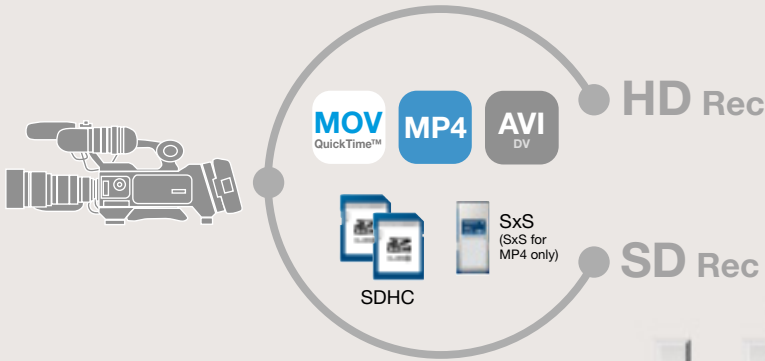 HD Rec
MOV
QuickTime™
MP4
AVI
DV
SxS
(SxS for
MP4 only)
SD Rec
SDHC